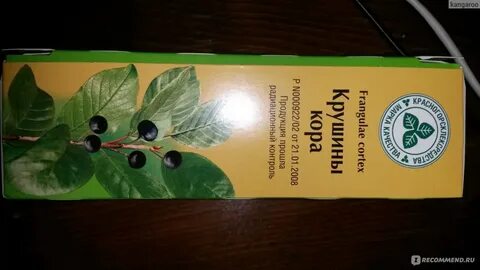 kangaroo
КРАСНОГОРСКЛЕКСРЕДСТВА
МАРКА КАЧЕСТВА
Frangulae cortex
Крушины
кора
Р N000922/02 от 21.01.2008
Продукция прошла
радиационный контроль
IRECOMMEND.RU